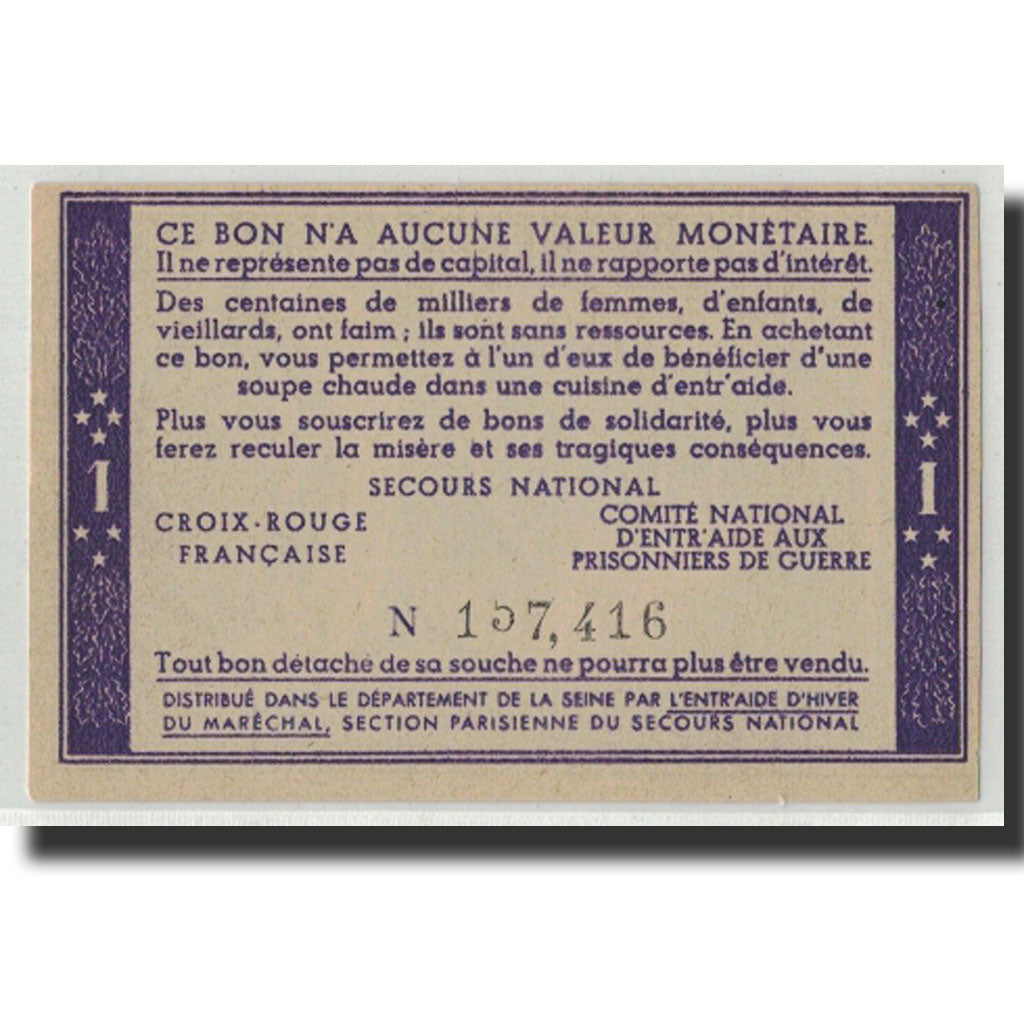 CE BON N'A AUCUNE VALEUR MONÉTAIRE.
Il ne représente pas de capital, il ne rapporte pas d'intérêt.
Des centaines de milliers de femmes, d'enfants, de
vieillards, ont faim ; ils sont sans ressources. En achetant
ce bon, vous permettez à l'un d'eux de bénéficier d'une
soupe chaude dans une cuisine d'entr'aide.
Plus vous souscrirez de bons de solidarité, plus vous
ferez reculer la misère et ses tragiques conséquences.
1
1
SECOURS NATIONAL
CROIX-ROUGE
FRANÇAISE
COMITÉ NATIONAL
D'ENTR'AIDE AUX
PRISONNIERS DE GUERRE
N 157,416
Tout bon détaché de sa souche ne pourra plus être vendu.
DISTRIBUÉ DANS LE DÉPARTEMENT DE LA SEINE PAR L'ENTR'AIDE D'HIVER
DU MARÉCHAL, SECTION PARISIENNE DU SECOURS NATIONAL